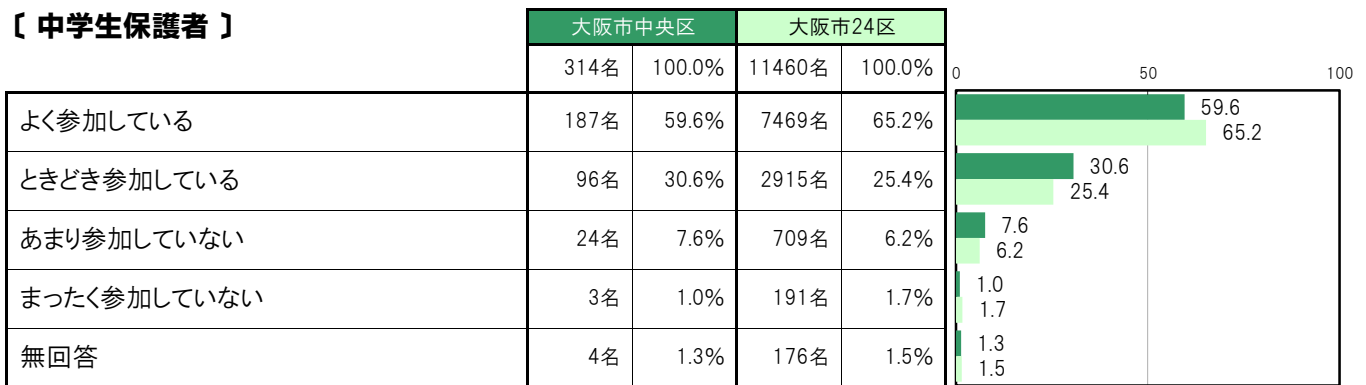 〔 中学生保護者 〕
大阪市中央区 大阪市24区
314名 100.0% 11460名 100.0%
0 50 100
よく参加している 187名 59.6% 7469名 65.2%
59.6
65.2
ときどき参加している 96名 30.6% 2915名 25.4%
30.6
25.4
あまり参加していない 24名 7.6% 709名 6.2%
7.6
6.2
まったく参加していない 3名 1.0% 191名 1.7%
1.0
1.7
無回答 4名 1.3% 176名 1.5%
1.3
1.5